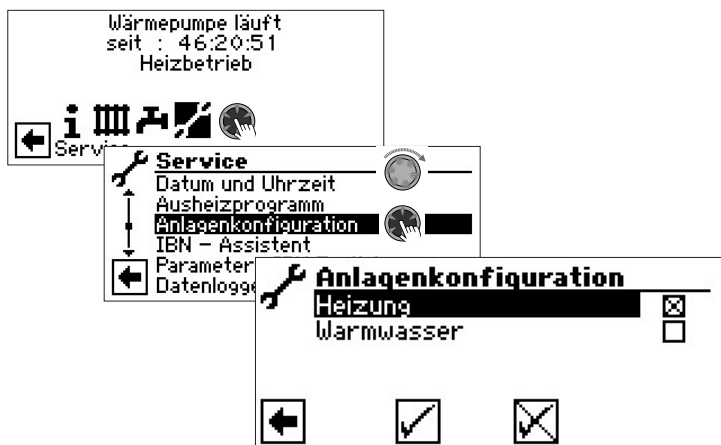 Wärmepumpe läuft
seit : 46:20:51
Heizbetrieb
Service
Service
Datum und Uhrzeit
Ausheizprogramm
Anlagenkonfiguration
IBN - Assistent
Parameter
Datenlogge
Anlagenkonfiguration
Heizung
Warmwasser